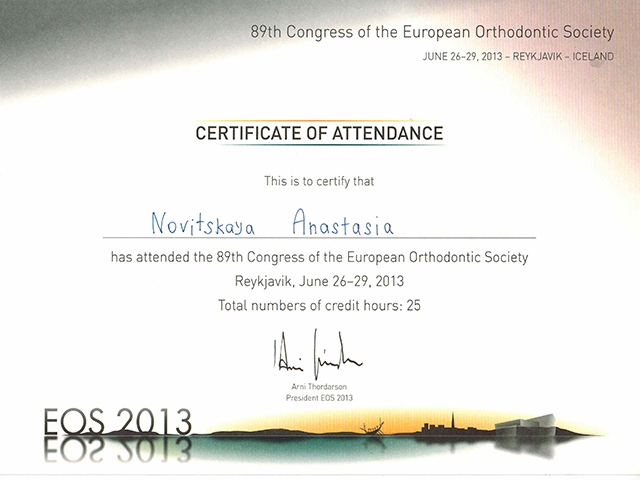 89th Congress of the European Orthodontic Society
JUNE 26–29, 2013 – REYKJAVIK – ICELAND
CERTIFICATE OF ATTENDANCE
This is to certify that
Novitskaya Anastasia
has attended the 89th Congress of the European Orthodontic Society
Reykjavik, June 26–29, 2013
Total numbers of credit hours: 25
Arni Thordarson
President EOS 2013
EOS 2013